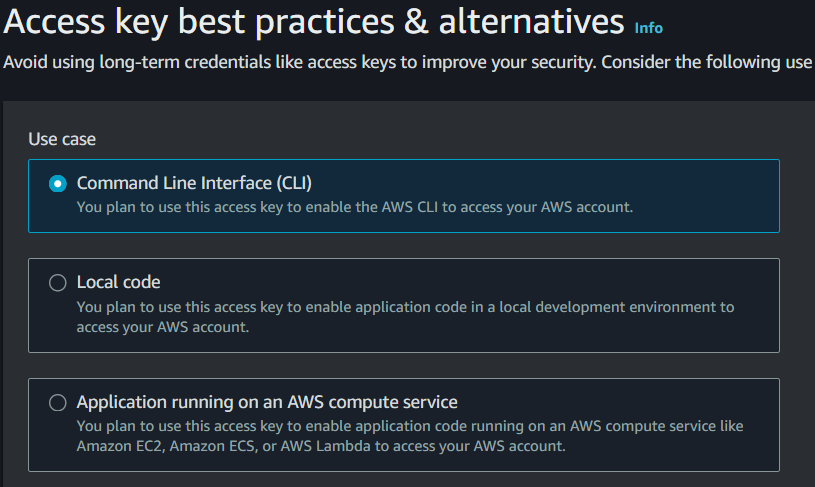 Access key best practices & alternatives Info
Avoid using long-term credentials like access keys to improve your security. Consider the following use
Use case
Command Line Interface (CLI)
You plan to use this access key to enable the AWS CLI to access your AWS account.
Local code
You plan to use this access key to enable application code in a local development environment to
access your AWS account.
Application running on an AWS compute service
You plan to use this access key to enable application code running on an AWS compute service like
Amazon EC2, Amazon ECS, or AWS Lambda to access your AWS account.